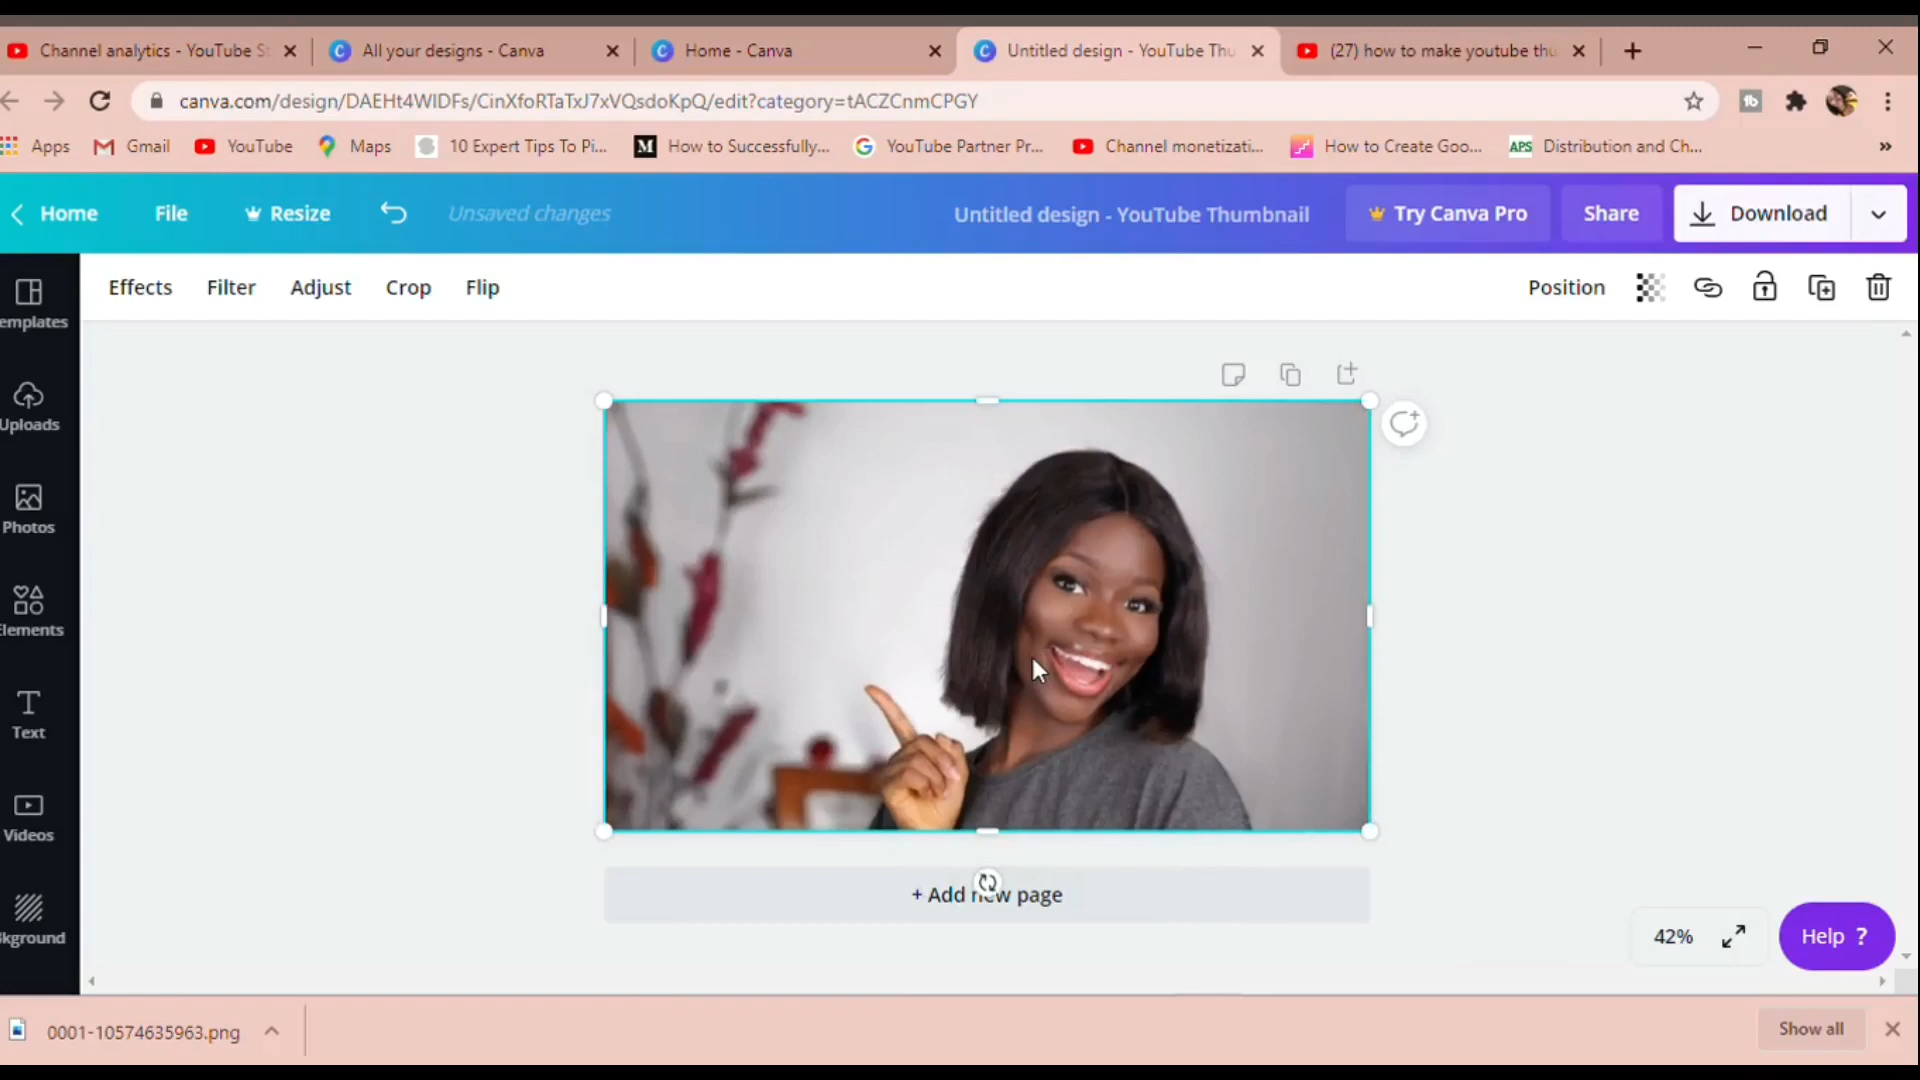 Channel analytics - YouTube St
All your designs - Canva
Home - Canva
Untitled design - YouTube Thu
(27) how to make youtube thu
canva.com/design/DAEHt4WIDFs/CinXfoRTaTxJ7xVQsdoKpQ/edit?category=tACZCnmCPGY
Apps
Gmail
YouTube
Maps
10 Expert Tips To Pi...
M
How to Successfully...
YouTube Partner Pr...
Channel monetizati...
How to Create Goo...
APS
Distribution and Ch...
Home
File
Resize
Unsaved changes
Untitled design - YouTube Thumbnail
Try Canva Pro
Share
Download
Effects
Filter
Adjust
Crop
Flip
Position
emplates
Uploads
Photos
Elements
Text
Videos
kground
+ Add new page
42%
Help ?
0001-10574635963.png
Show all